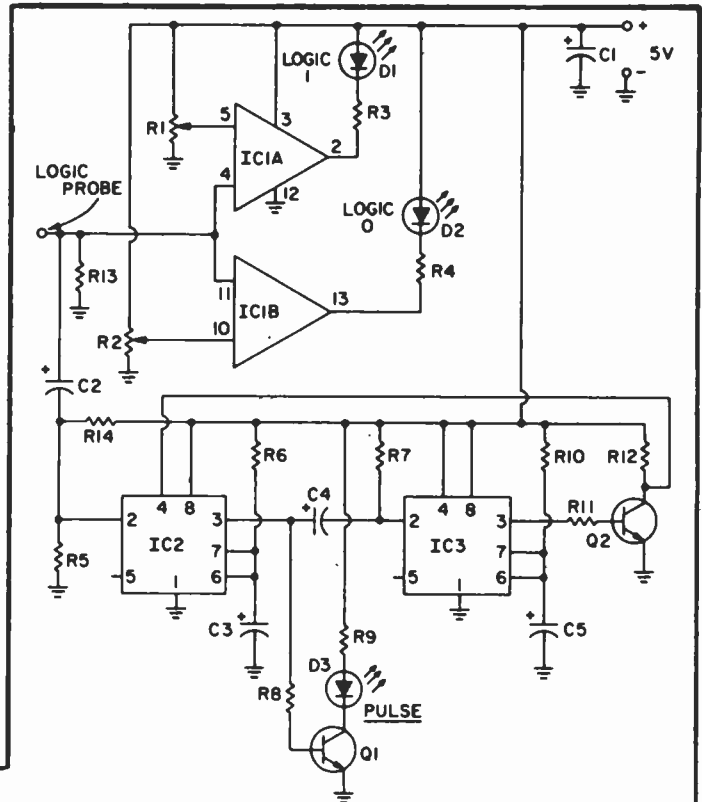 LOGIC
1
D1
+
5V
-
C1
+
R1
5
3
R3
IC1A
2
4
12
LOGIC
PROBE
LOGIC
0
D2
R13
11
IC1B
13
R4
R2
10
+
C2
R14
R6
R7
R10
R12
4
8
C4
+
4
8
2
3
2
3
R11
IC2
7
IC3
7
Q2
R5
5
1
6
5
1
6
+
C3
R9
+
C5
R8
D3
PULSE
Q1